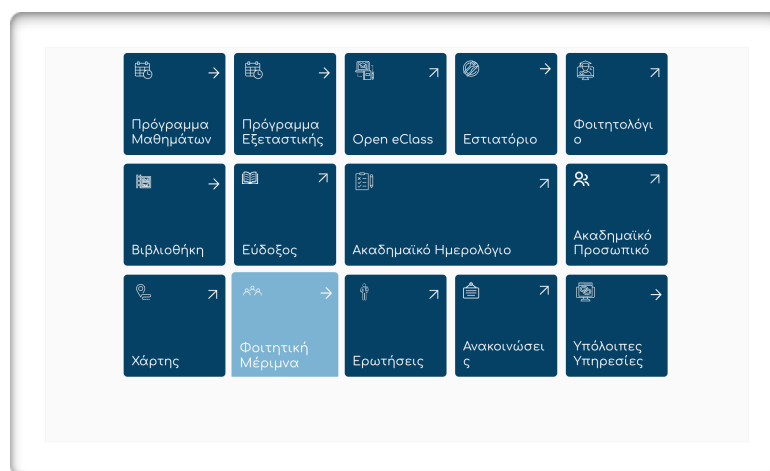 Πρόγραμμα
Μαθημάτων
Πρόγραμμα
Εξεταστικής
Open eClass
Εστιατόριο
Φοιτητολόγι
ο
Βιβλιοθήκη
Εύδοξος
Ακαδημαϊκό Ημερολόγιο
Ακαδημαϊκό
Προσωπικό
Χάρτης
Φοιτητική
Μέριμνα
Ερωτήσεις
Ανακοινώσει
ς
Υπόλοιπες
Υπηρεσίες